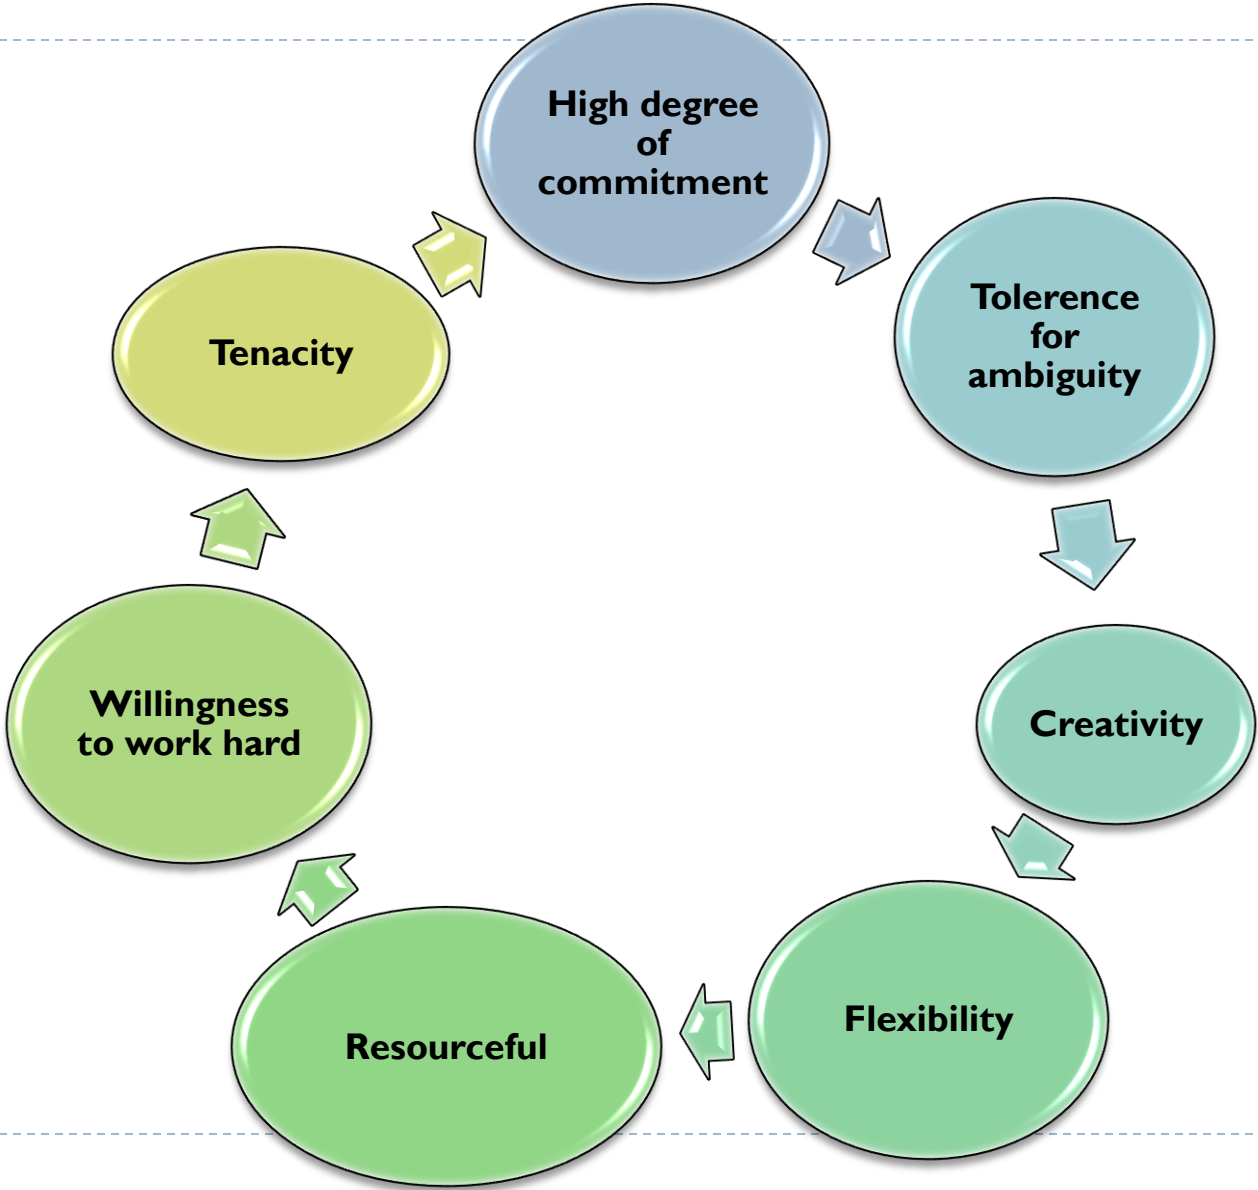 High degree
of
commitment
Tolerence
for
ambiguity
Creativity
Flexibility
Resourceful
Willingness
to work hard
Tenacity